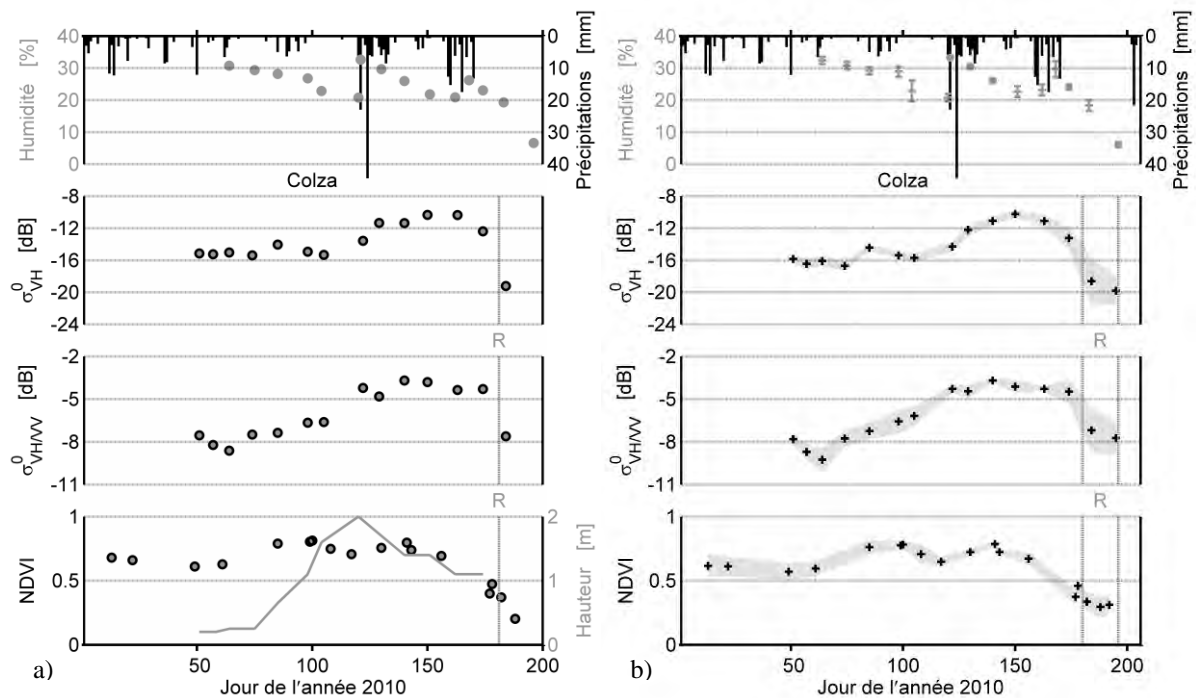 40 0 40 0
30 10 30 10
20 20 20 20
10 30 10 30
0 40 0 40
Humidité [%] Précipitations [mm] Humidité [%] Précipitations [mm]
Colza Colza
-8 -8
-12 -12
-16 -16
-20 -20
-24 -24
σ⁰VH [dB] σ⁰VH [dB]
R R
-2 -2
-5 -5
-8 -8
-11 -11
σ⁰VH/VV [dB] σ⁰VH/VV [dB]
R R
1 2 1
0.5 1 0.5
0 0 0
NDVI Hauteur [m] NDVI
50 100 150 200 50 100 150 200
a) Jour de l'année 2010 b) Jour de l'année 2010